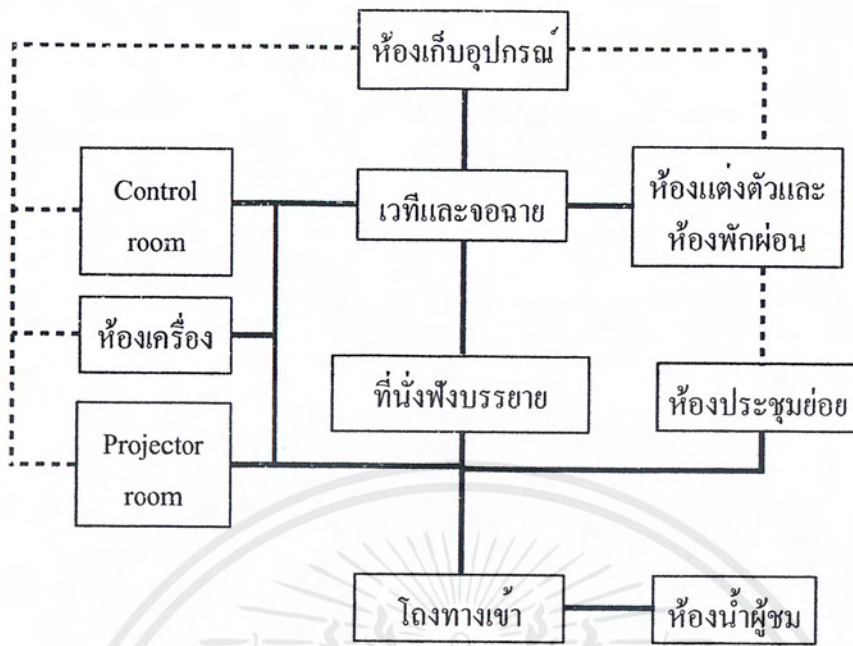 ห้องเก็บอุปกรณ์
Control
room
เวทีและจอฉาย
ห้องแต่งตัวและ
ห้องพักผ่อน
ห้องเครื่อง
ที่นั่งฟังบรรยาย
ห้องประชุมย่อย
Projector
room
โถงทางเข้า
ห้องน้ำผู้ชม